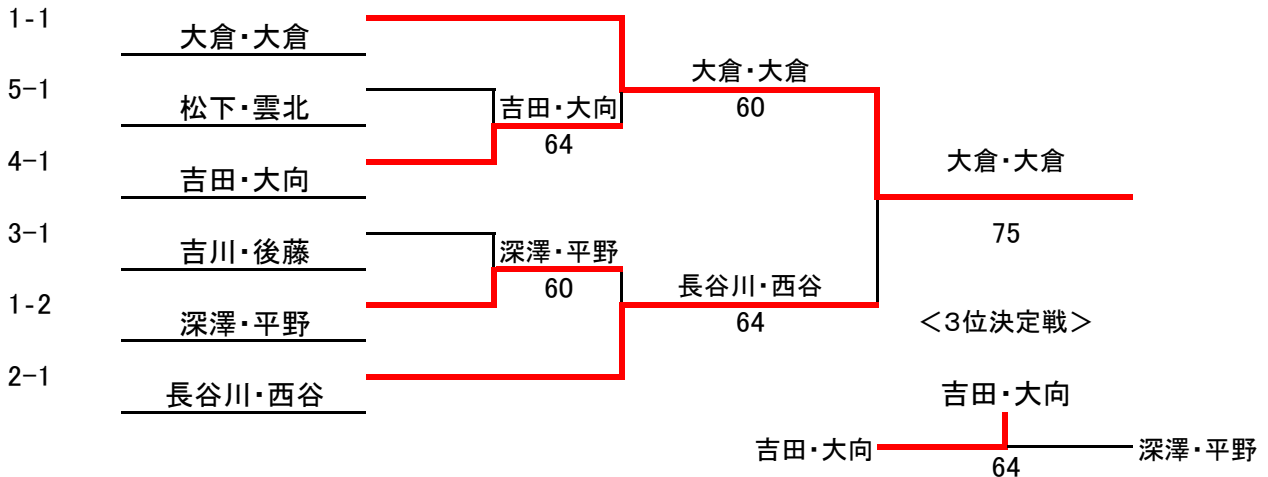 1-1
大倉・大倉
5-1
松下・雲北
4-1
吉田・大向
3-1
吉川・後藤
1-2
深澤・平野
2-1
長谷川・西谷
吉田・大向
64
深澤・平野
60
大倉・大倉
60
長谷川・西谷
64
大倉・大倉
75
＜3位決定戦＞
吉田・大向
吉田・大向
64
深澤・平野